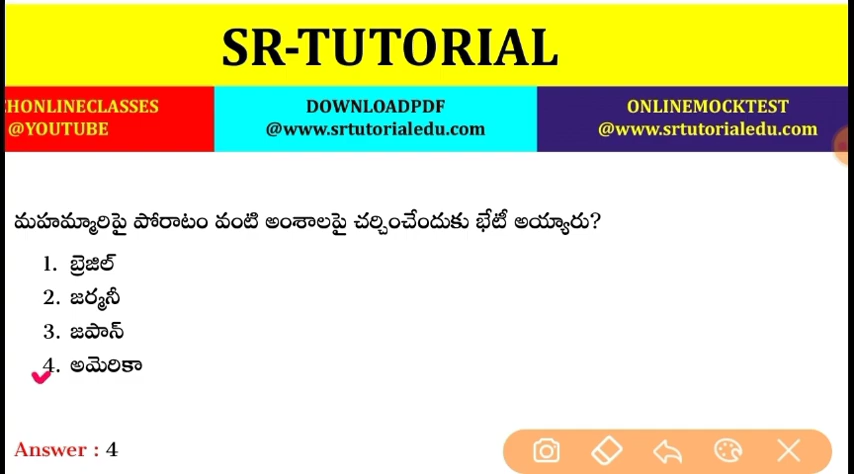 SR-TUTORIAL
HONLINECLASSES
@YOUTUBE
DOWNLOADPDF
@www.srtutorialedu.com
ONLINEMOCKTEST
@www.srtutorialedu.com
మహమ్మారిపై పోరాటం వంటి అంశాలపై చర్చించేందుకు భేటీ అయ్యారు?
1. బ్రెజిల్
2. జర్మనీ
3. జపాన్
4. అమెరికా
Answer : 4